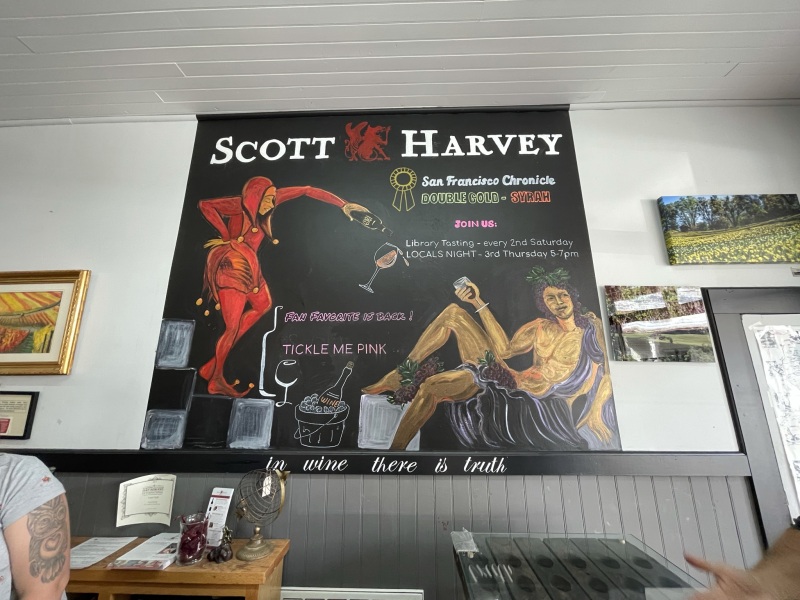 SCOTT HARVEY
San Francisco Chronicle
DOUBLE GOLD - SYRAH
JOIN US:
Library Tasting - every 2nd Saturday
LOCALS NIGHT - 3rd Thursday 5-7pm
FAN FAVORITE IS BACK!
TICKLE ME PINK
WINE
in wine there is truth